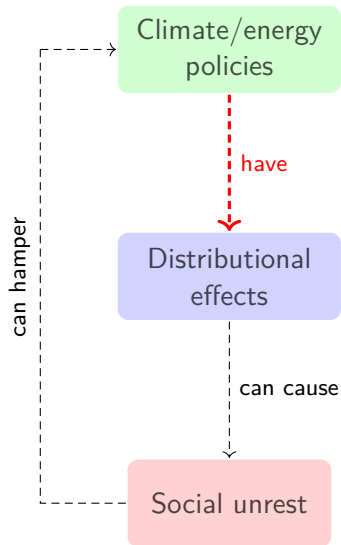 Climate/energy
policies
have
Distributional
effects
can cause
can hamper
Social unrest